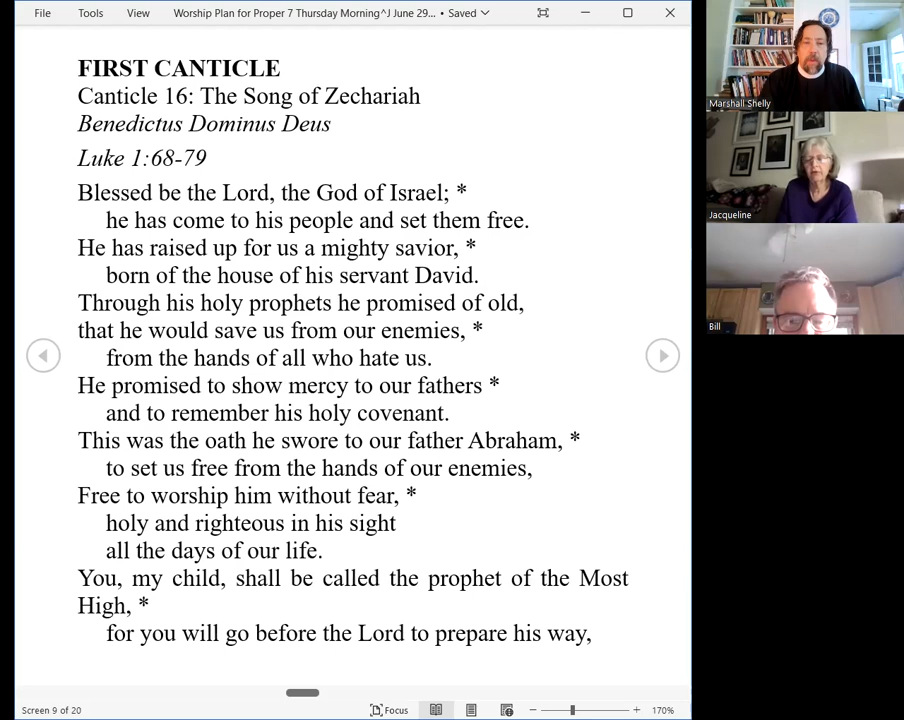 File Tools View Worship Plan for Proper 7 Thursday Morning^J June 29... • Saved
FIRST CANTICLE
Canticle 16: The Song of Zechariah
Benedictus Dominus Deus
Luke 1:68-79
Blessed be the Lord, the God of Israel; *
he has come to his people and set them free.
He has raised up for us a mighty savior, *
born of the house of his servant David.
Through his holy prophets he promised of old,
that he would save us from our enemies, *
from the hands of all who hate us.
He promised to show mercy to our fathers *
and to remember his holy covenant.
This was the oath he swore to our father Abraham, *
to set us free from the hands of our enemies,
Free to worship him without fear, *
holy and righteous in his sight
all the days of our life.
You, my child, shall be called the prophet of the Most
High, *
for you will go before the Lord to prepare his way,
Screen 9 of 20 Focus 170%
Marshall Shelly
Jacqueline
Bill